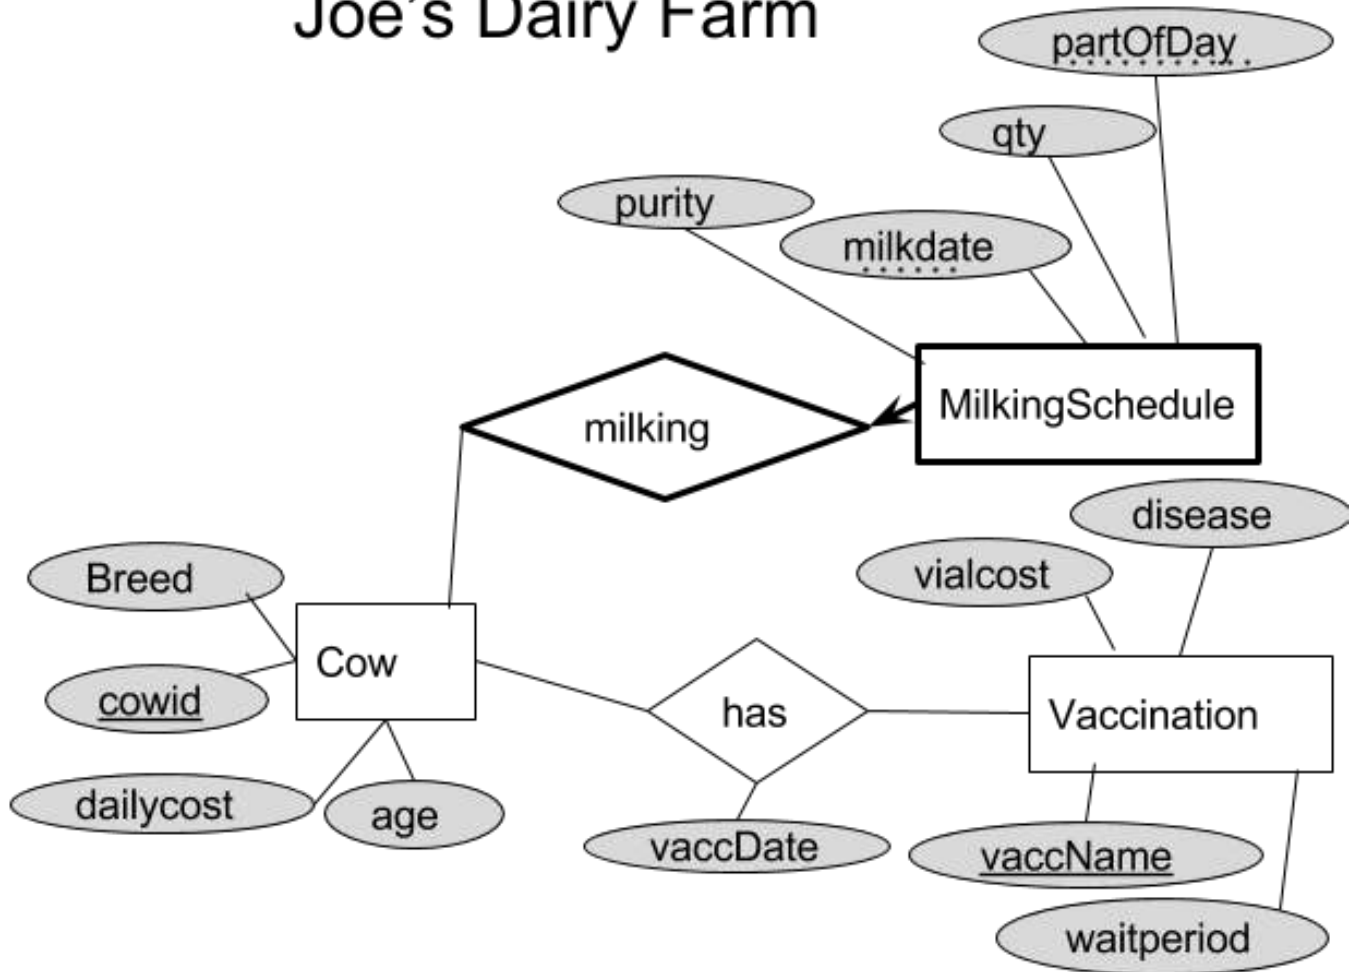 Joe's Dairy Farm
partOfDay
qty
purity
milkdate
MilkingSchedule
milking
disease
vialcost
Breed
Cow
cowid
has
Vaccination
dailycost
age
vaccDate
vaccName
waitperiod